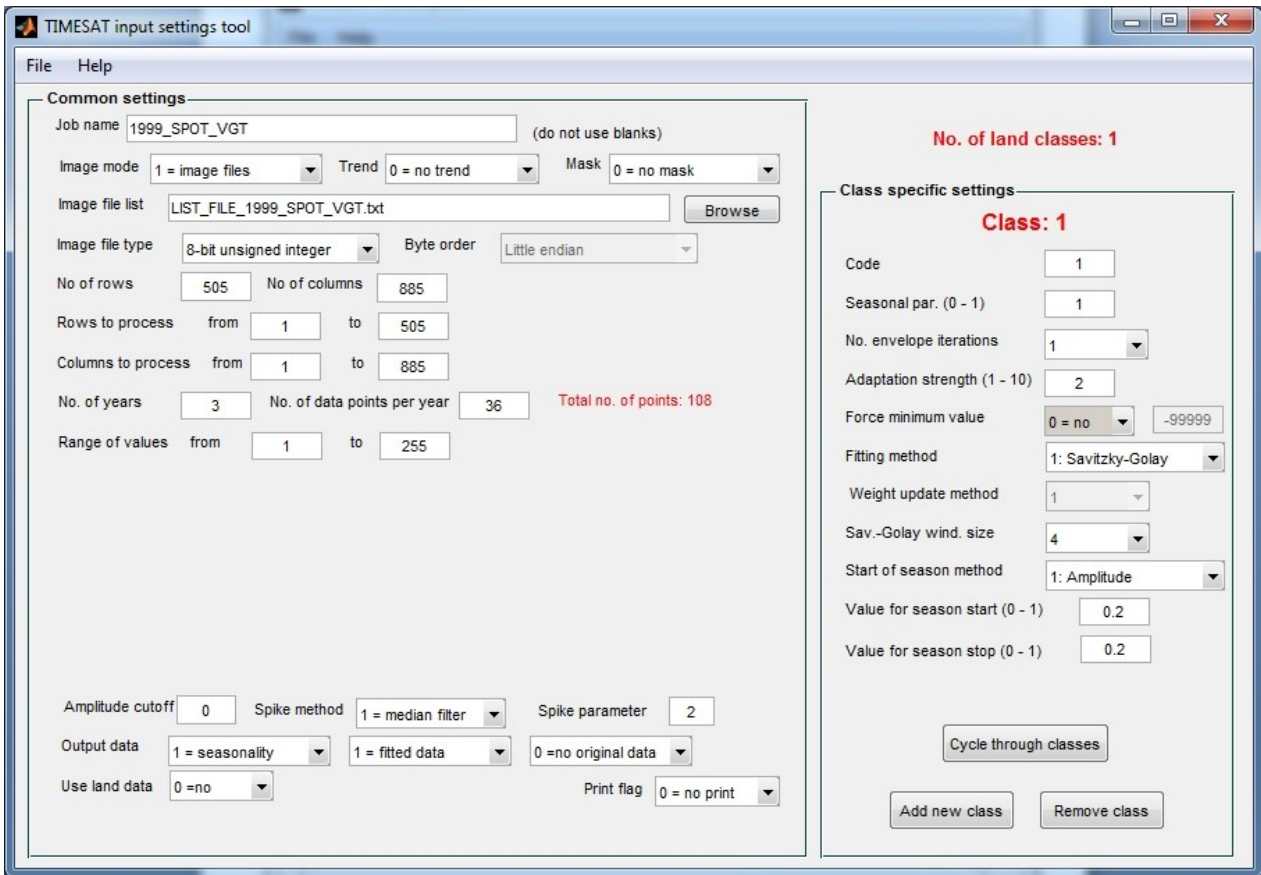 TIMESAT input settings tool
File Help
Common settings
Job name 1999_SPOT_VGT (do not use blanks)
Image mode 1 = image files Trend 0 = no trend Mask 0 = no mask
Image file list LIST_FILE_1999_SPOT_VGT.txt Browse
Image file type 8-bit unsigned integer Byte order Little endian
No of rows 505 No of columns 885
Rows to process from 1 to 505
Columns to process from 1 to 885
No. of years 3 No. of data points per year 36 Total no. of points: 108
Range of values from 1 to 255
Amplitude cutoff 0 Spike method 1 = median filter Spike parameter 2
Output data 1 = seasonality 1 = fitted data 0 =no original data
Use land data 0 =no Print flag 0 = no print
No. of land classes: 1
Class specific settings
Class: 1
Code 1
Seasonal par. (0 - 1) 1
No. envelope iterations 1
Adaptation strength (1 - 10) 2
Force minimum value 0 = no -99999
Fitting method 1: Savitzky-Golay
Weight update method 1
Sav.-Golay wind. size 4
Start of season method 1: Amplitude
Value for season start (0 - 1) 0.2
Value for season stop (0 - 1) 0.2
Cycle through classes
Add new class Remove class